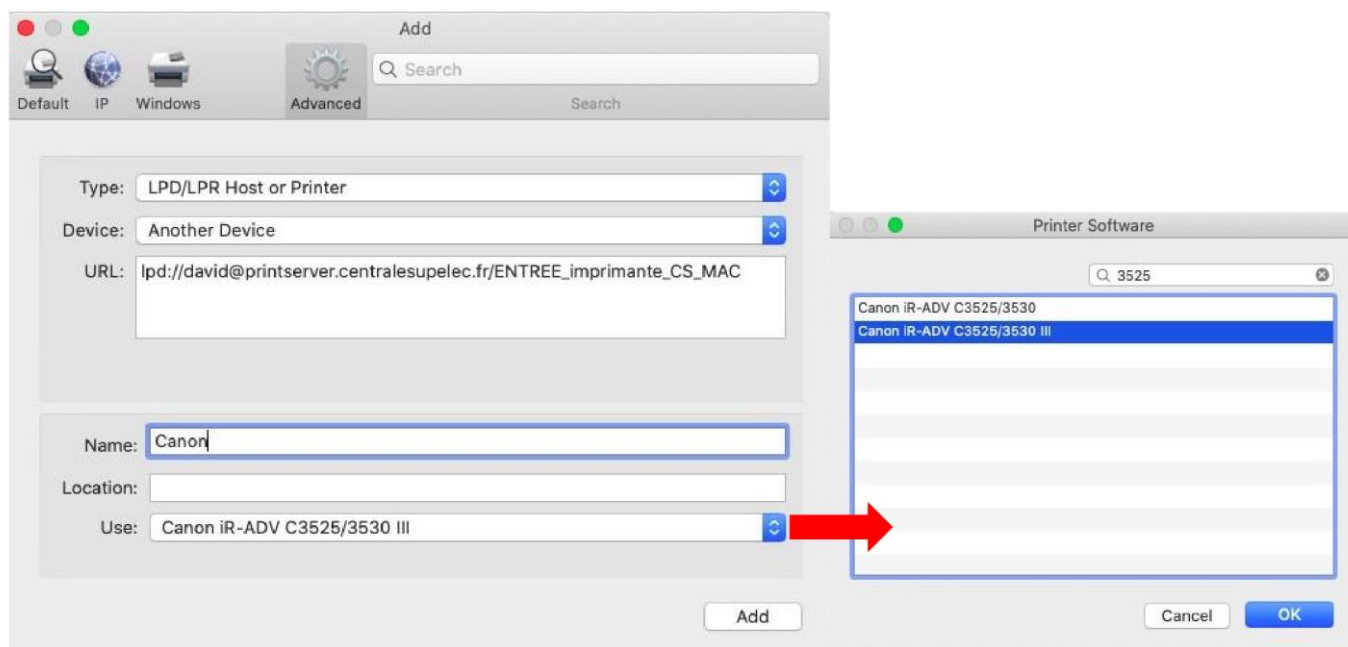 Add
Search
Default IP Windows Advanced Search
Type: LPD/LPR Host or Printer
Device: Another Device
URL: lpd://david@printserver.centralesupelec.fr/ENTREE_imprimante_CS_MAC
Name: Canon
Location:
Use: Canon iR-ADV C3525/3530 III
Add
Printer Software
3525
Canon iR-ADV C3525/3530
Canon iR-ADV C3525/3530 III
Cancel OK